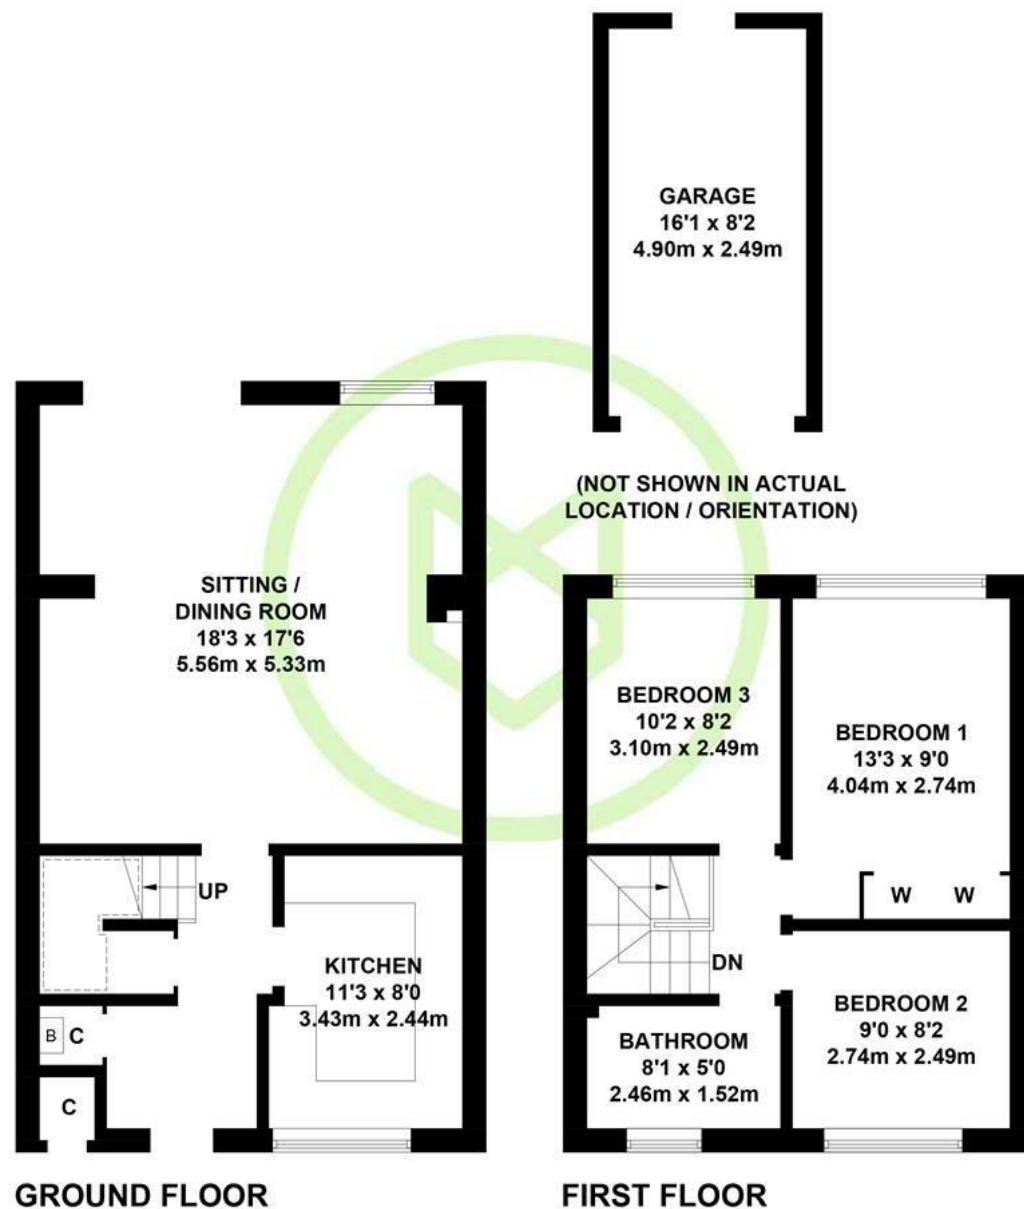 GARAGE
16'1 x 8'2
4.90m x 2.49m
(NOT SHOWN IN ACTUAL
LOCATION / ORIENTATION)
SITTING /
DINING ROOM
18'3 x 17'6
5.56m x 5.33m
UP
KITCHEN
11'3 x 8'0
3.43m x 2.44m
B
C
C
GROUND FLOOR
BEDROOM 3
10'2 x 8'2
3.10m x 2.49m
BEDROOM 1
13'3 x 9'0
4.04m x 2.74m
W
W
DN
BEDROOM 2
9'0 x 8'2
2.74m x 2.49m
BATHROOM
8'1 x 5'0
2.46m x 1.52m
FIRST FLOOR